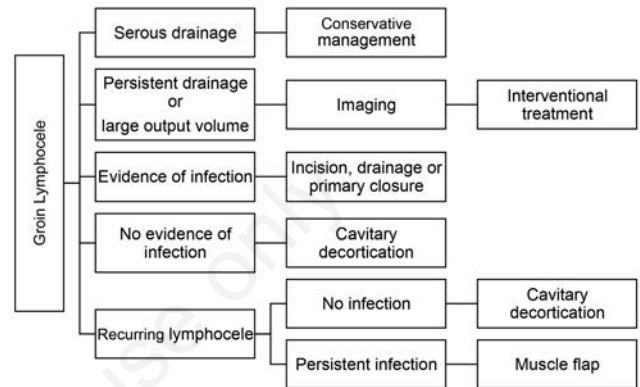 Groin Lymphocele
Serous drainage
Conservative
management
Persistent drainage
or
large output volume
Imaging
Interventional
treatment
Evidence of infection
Incision, drainage or
primary closure
No evidence of
infection
Cavitary
decortication
Recurring lymphocele
No infection
Cavitary
decortication
Persistent infection
Muscle flap
use only